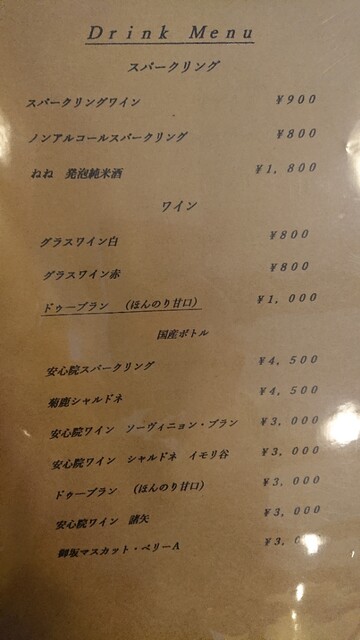 Drink Menu
スパークリング
スパークリングワイン ¥900
ノンアルコールスパークリング ¥800
ねね 発泡純米酒 ¥1,800
ワイン
グラスワイン白 ¥800
グラスワイン赤 ¥800
ドゥーブラン (ほんのり甘口) ¥1,000
国産ボトル
安心院スパークリング ¥4,500
菊鹿シャルドネ ¥4,500
安心院ワイン ソーヴィニョン・ブラン ¥3,000
安心院ワイン シャルドネ イモリ谷 ¥3,000
ドゥーブラン (ほんのり甘口) ¥3,000
安心院ワイン 諸矢 ¥3,000
御坂マスカット・ベリーA